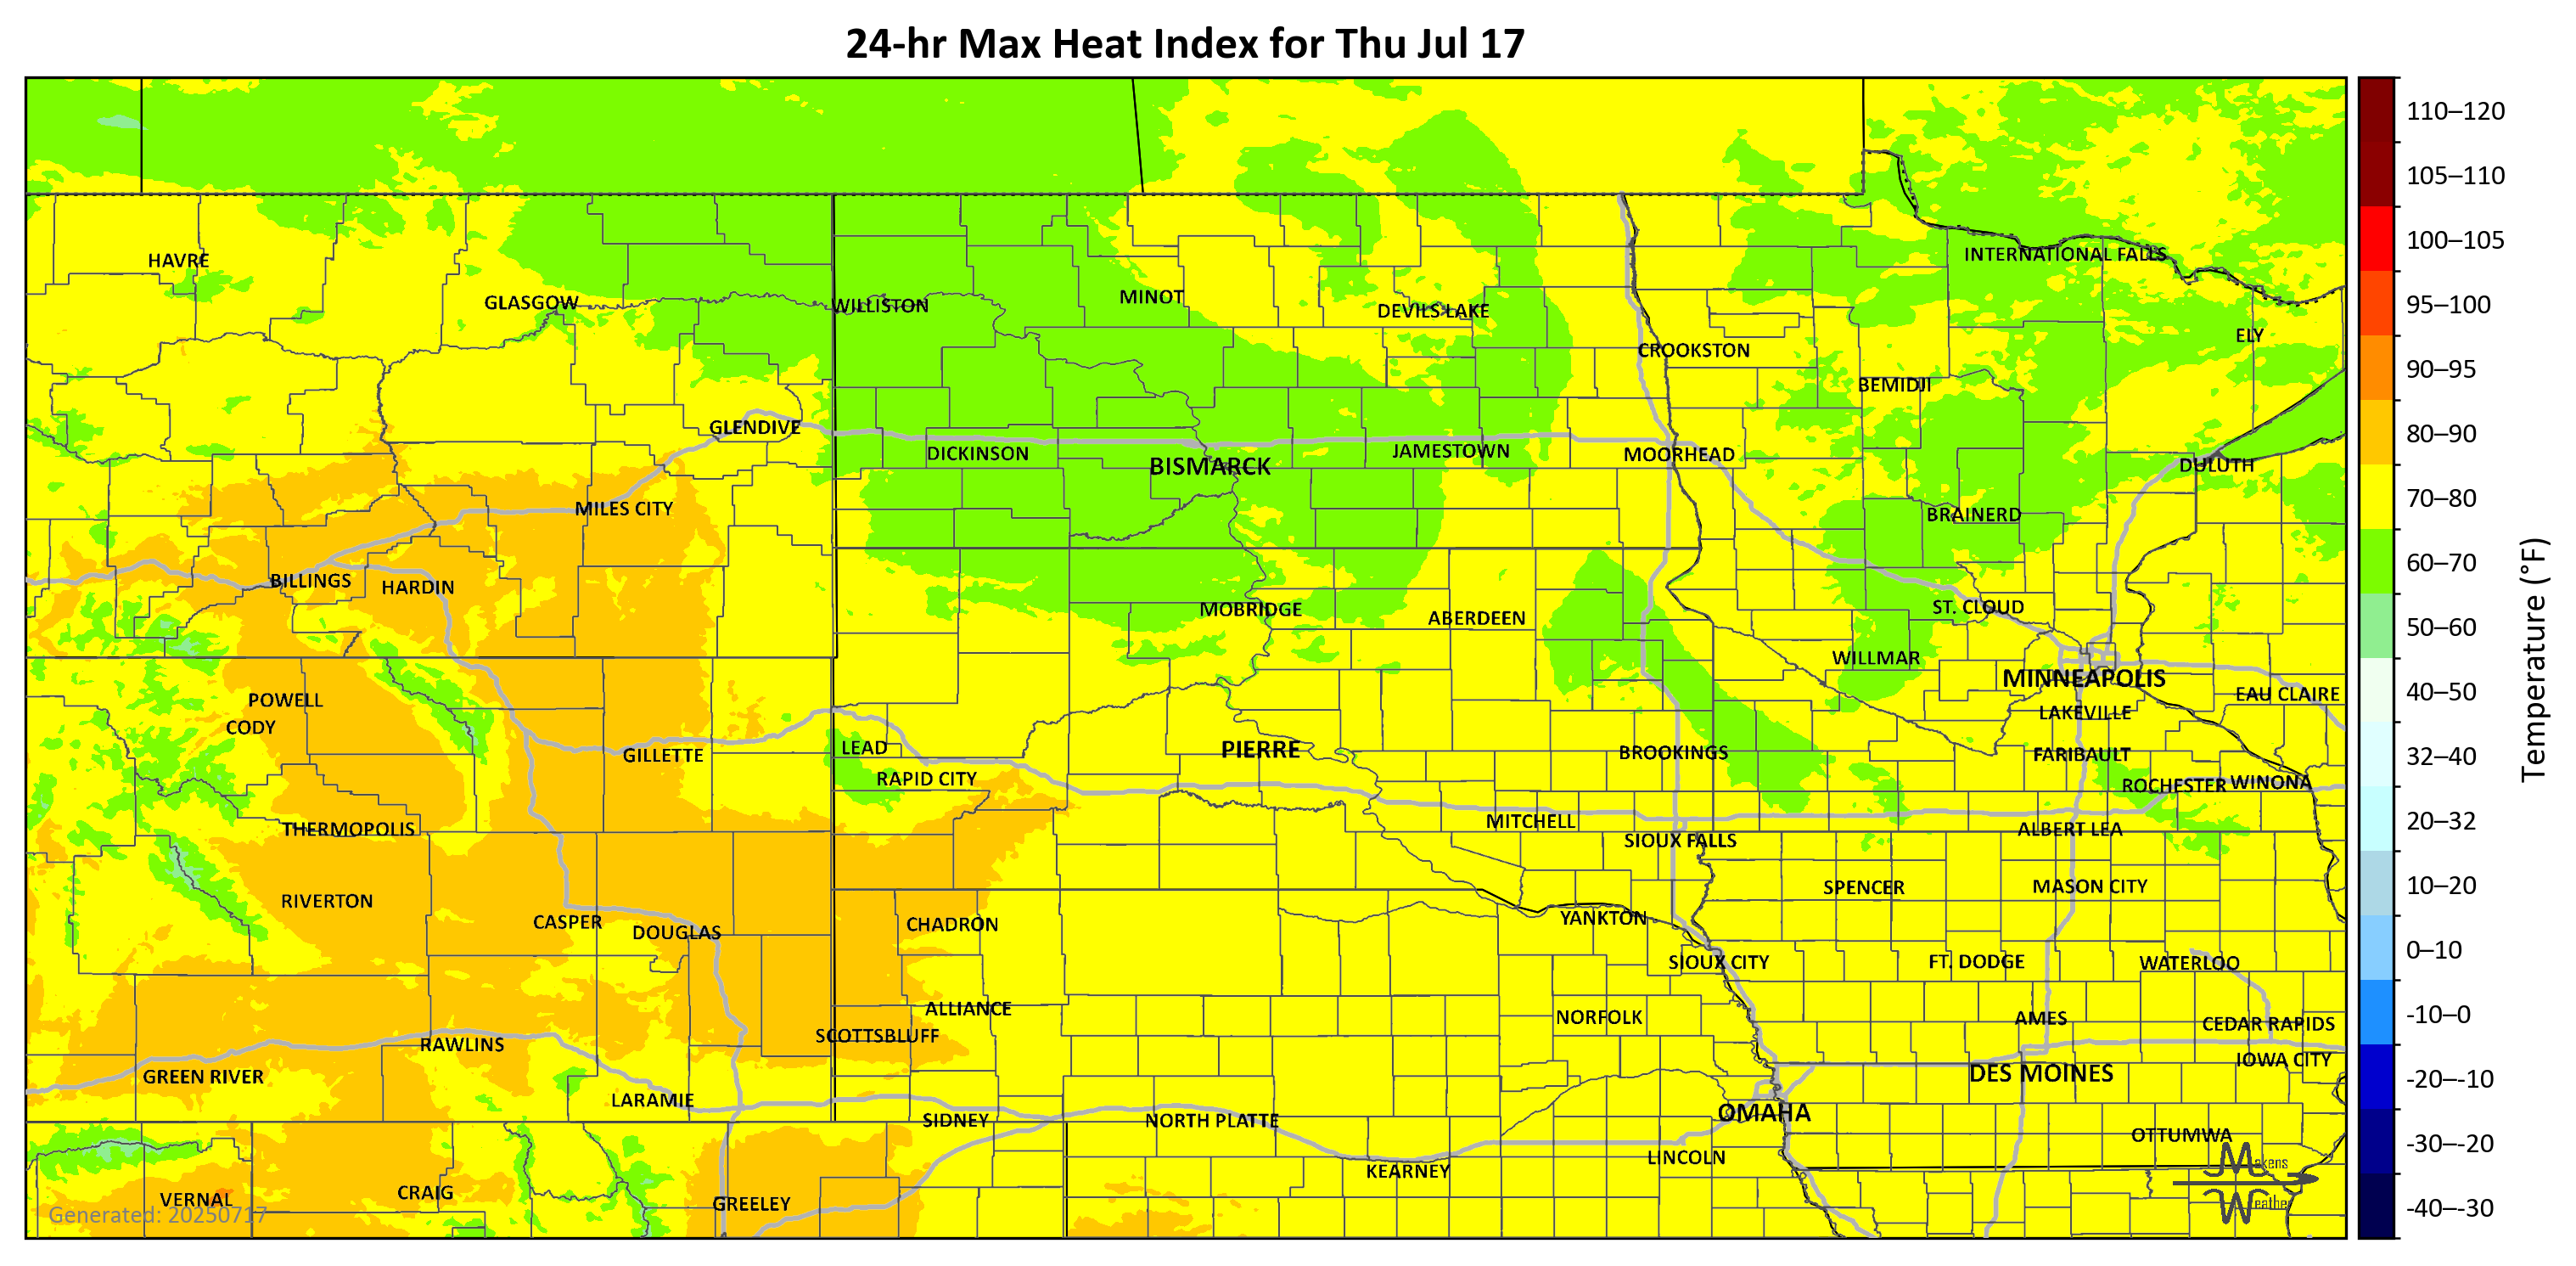 24-hr Max Heat Index for Thu Jul 17
110–120
105–110
100–105
95–100
90–95
80–90
70–80
60–70
50–60
40–50
32–40
20–32
10–20
0–10
-10–0
-20–-10
-30–-20
-40–-30
Temperature (°F)
HAVRE
INTERNATIONAL FALLS
GLASGOW
WILLISTON
MINOT
DEVILS LAKE
ELY
CROOKSTON
BEMIDJI
GLENDIVE
DICKINSON
BISMARCK
JAMESTOWN
MOORHEAD
DULUTH
MILES CITY
BRAINERD
BILLINGS
HARDIN
MOBRIDGE
ABERDEEN
ST. CLOUD
WILLMAR
MINNEAPOLIS
EAU CLAIRE
POWELL
CODY
LAKEVILLE
GILLETTE
LEAD
PIERRE
BROOKINGS
FARIBAULT
RAPID CITY
ROCHESTER
WINONA
THERMOPOLIS
MITCHELL
SIOUX FALLS
ALBERT LEA
RIVERTON
SPENCER
MASON CITY
CASPER
DOUGLAS
CHADRON
YANKTON
SIOUX CITY
FT. DODGE
WATERLOO
ALLIANCE
NORFOLK
AMES
CEDAR RAPIDS
SCOTTSBLUFF
RAWLINS
IOWA CITY
GREEN RIVER
DES MOINES
LARAMIE
SIDNEY
NORTH PLATTE
OMAHA
OTTUMWA
LINCOLN
KEARNEY
VERNAL
CRAIG
GREELEY
Generated: 20250717
Makens
Weather